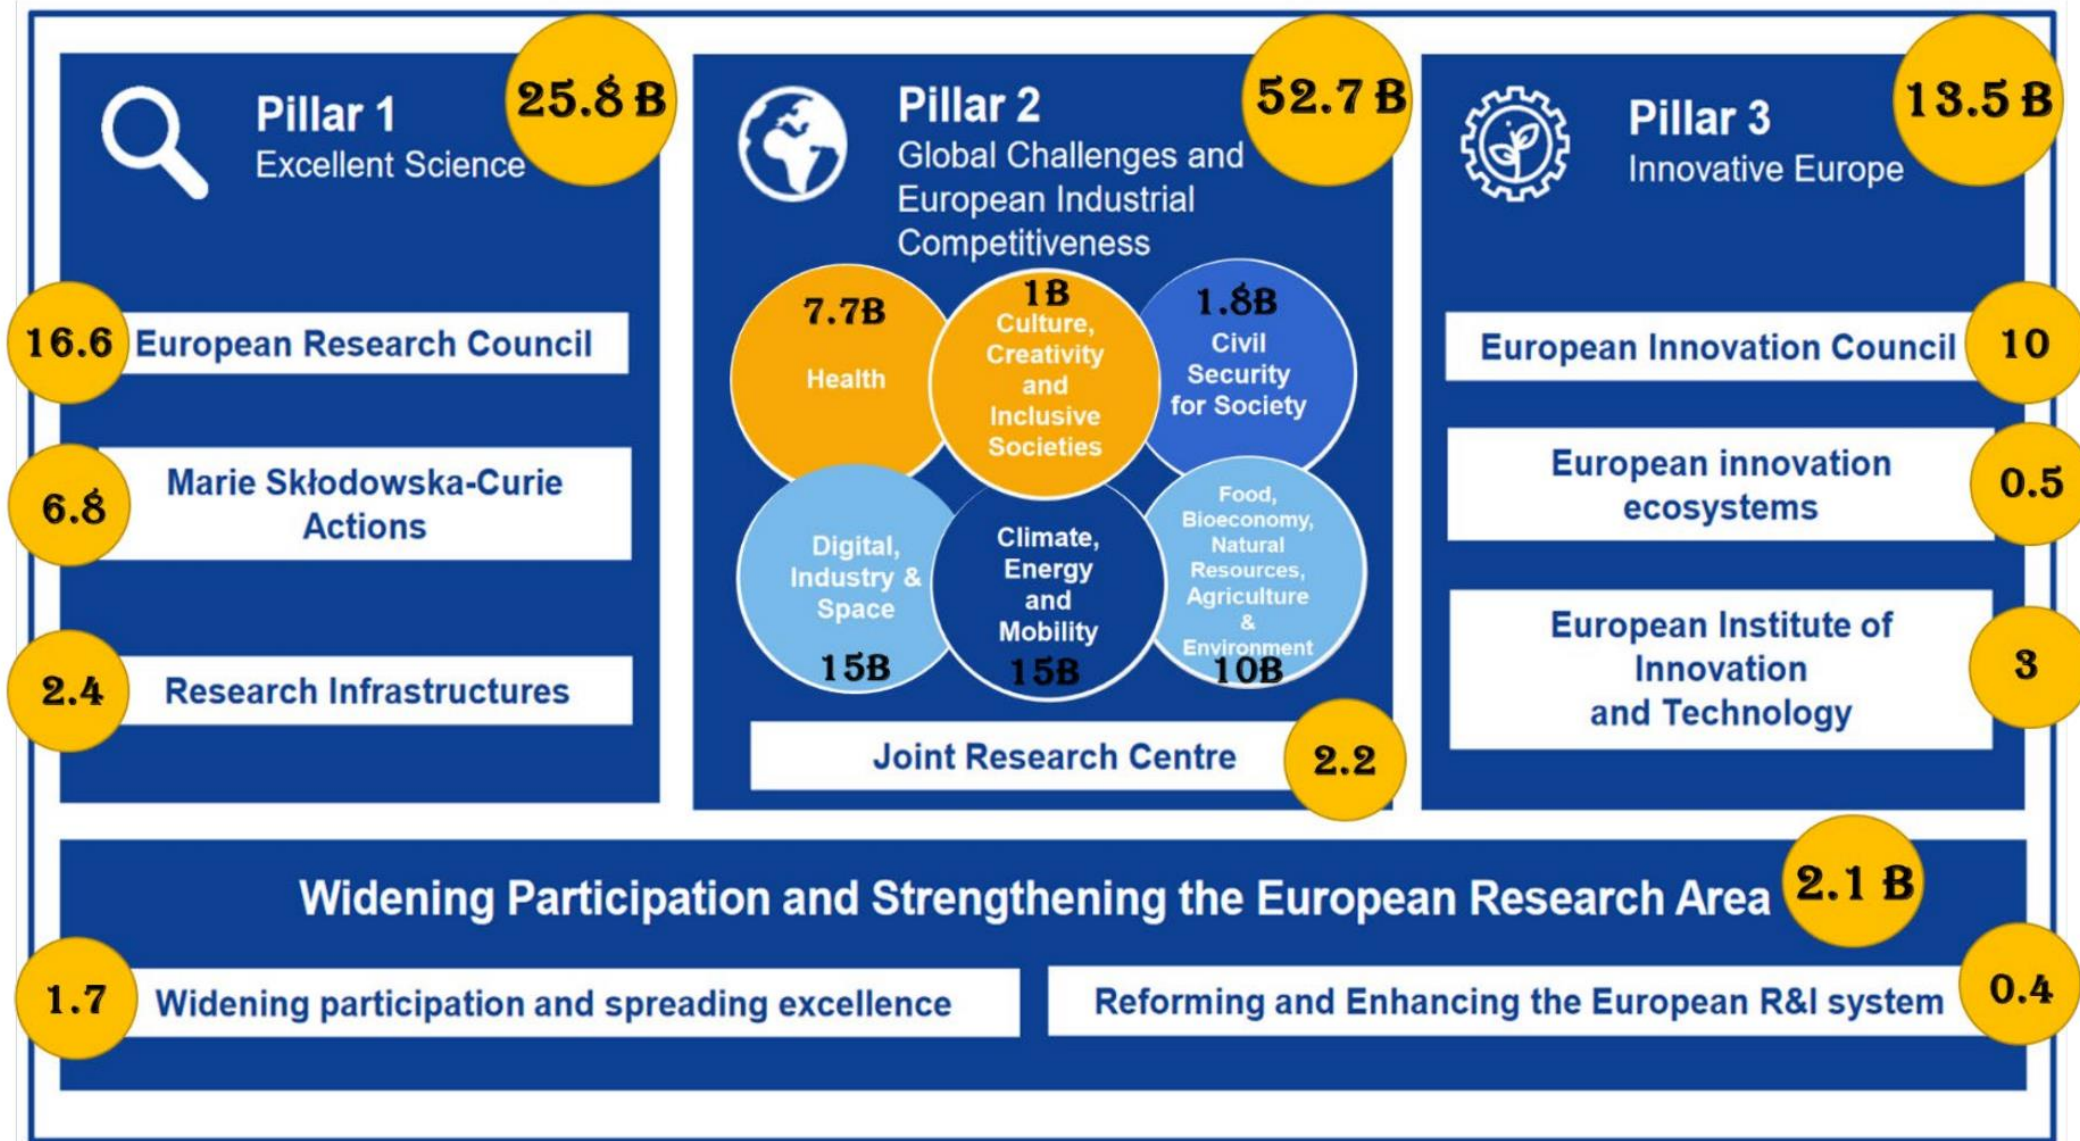 Pillar 1
Excellent Science
25.8 B
16.6
European Research Council
6.8
Marie Skłodowska-Curie
Actions
2.4
Research Infrastructures
Pillar 2
Global Challenges and
European Industrial
Competitiveness
52.7 B
7.7B
Health
1B
Culture,
Creativity
and
Inclusive
Societies
1.8B
Civil
Security
for Society
Digital,
Industry &
Space
15B
Climate,
Energy
and
Mobility
15B
Food,
Bioeconomy,
Natural
Resources,
Agriculture
&
Environment
10B
Joint Research Centre
2.2
Pillar 3
Innovative Europe
13.5 B
European Innovation Council
10
European innovation
ecosystems
0.5
European Institute of
Innovation
and Technology
3
Widening Participation and Strengthening the European Research Area
2.1 B
1.7
Widening participation and spreading excellence
Reforming and Enhancing the European R&I system
0.4